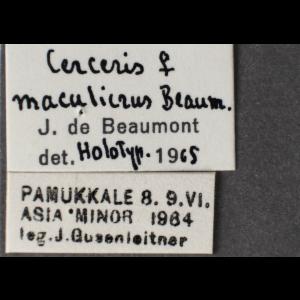 Cerceris ♀
maculicrus Beaum.
J. de Beaumont
det. Holotyp. 1965
PAMUKKALE 8. 9.VI.
ASIA MINOR 1964
leg. J. Gusenleitner